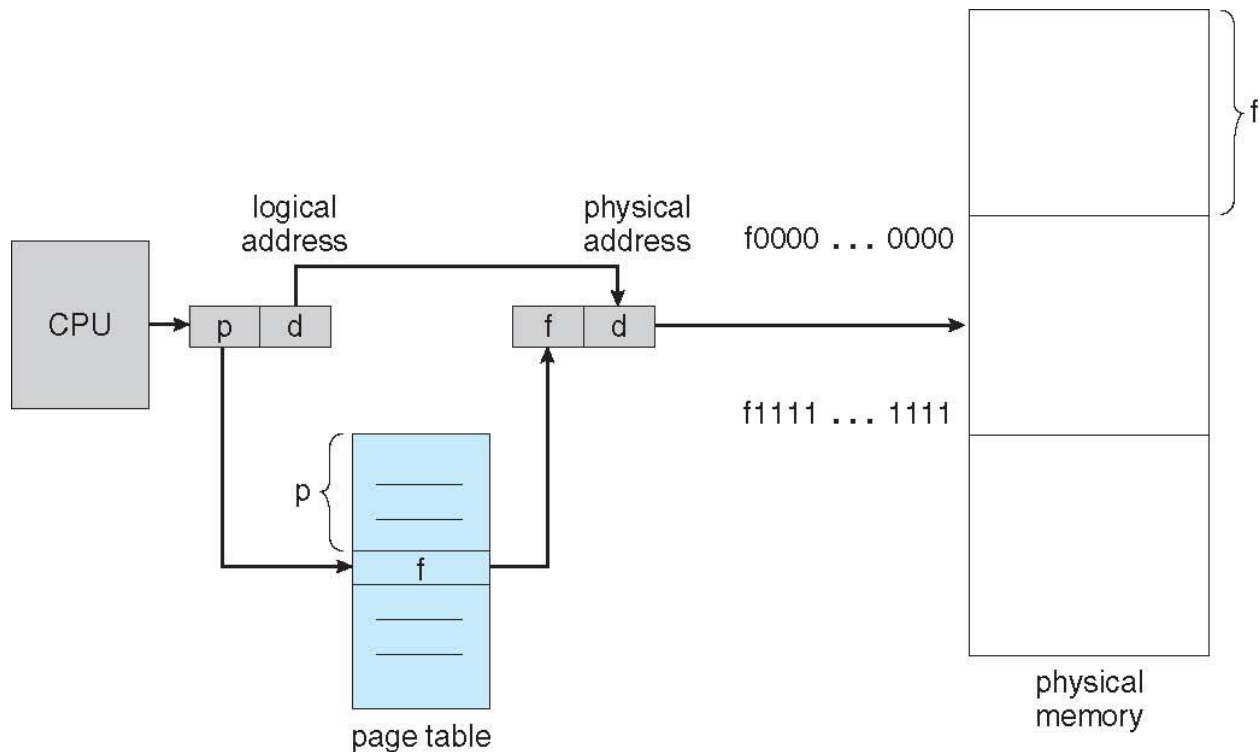 f
logical
address
physical
address
f0000 ... 0000
CPU
p
d
f
d
f1111 ... 1111
p
f
page table
physical
memory